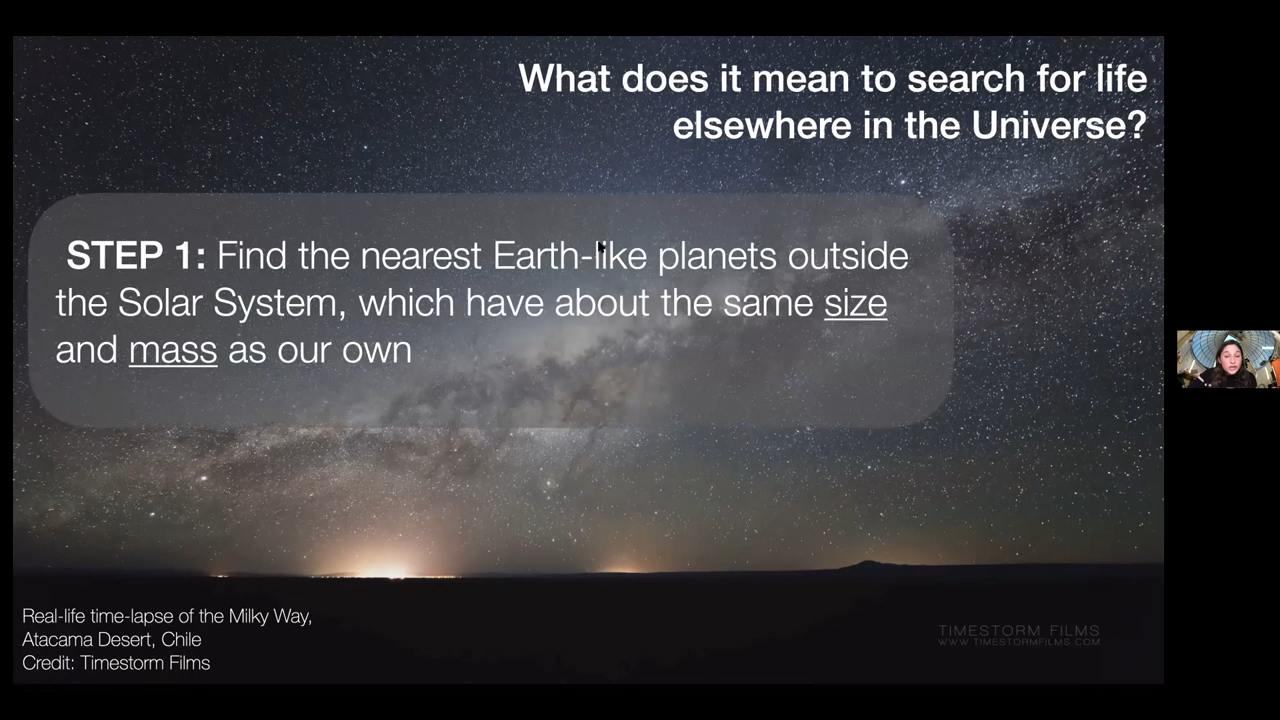 What does it mean to search for life
elsewhere in the Universe?
STEP 1: Find the nearest Earth-like planets outside
the Solar System, which have about the same size
and mass as our own
Real-life time-lapse of the Milky Way,
Atacama Desert, Chile
Credit: Timestorm Films
TIMESTORM FILMS
WWW.TIMESTORMFILMS.COM